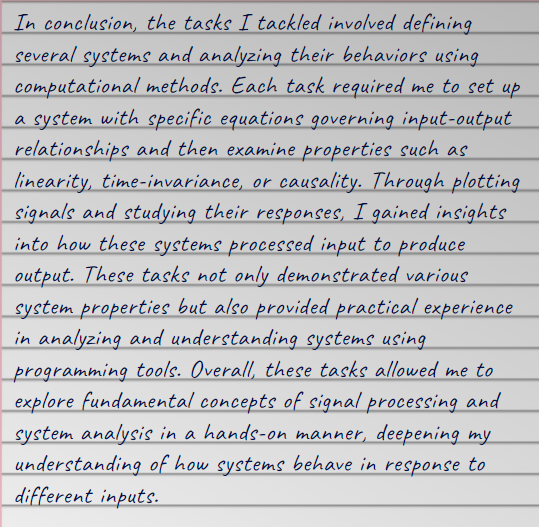 In conclusion, the tasks I tackled involved defining
several systems and analyzing their behaviors using
computational methods. Each task required me to set up
a system with specific equations governing input-output
relationships and then examine properties such as
linearity, time-invariance, or causality. Through plotting
signals and studying their responses, I gained insights
into how these systems processed input to produce
output. These tasks not only demonstrated various
system properties but also provided practical experience
in analyzing and understanding systems using
programming tools. Overall, these tasks allowed me to
explore fundamental concepts of signal processing and
system analysis in a hands-on manner, deepening my
understanding of how systems behave in response to
different inputs.